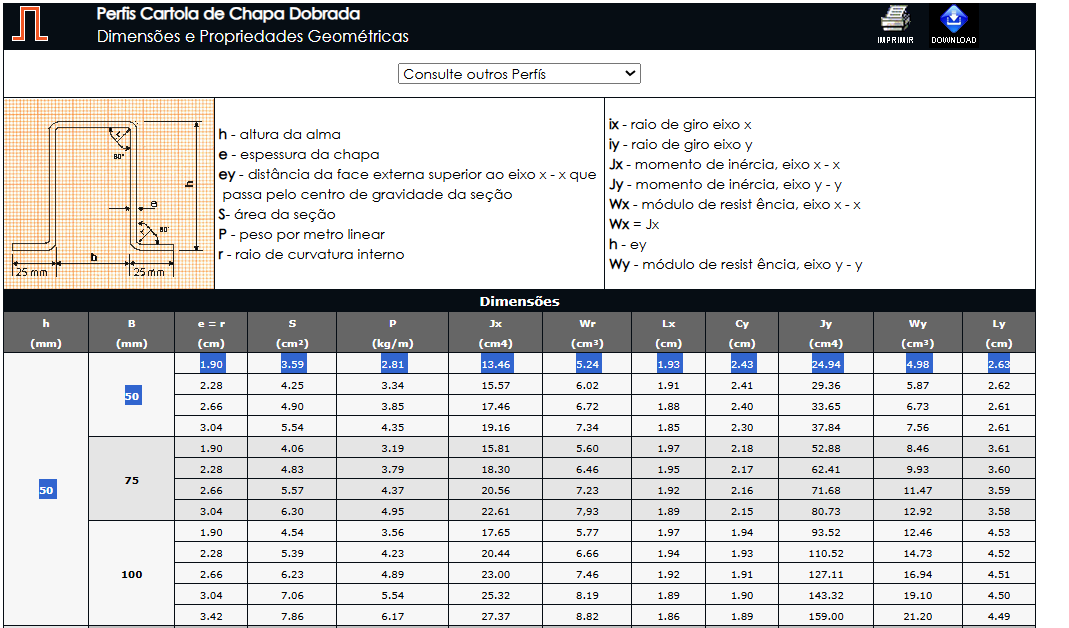 Perfis Cartola de Chapa Dobrada
Dimensões e Propriedades Geométricas
IMPRIMIR
DOWNLOAD
Consulte outros Perfís
h - altura da alma
e - espessura da chapa
ey - distância da face externa superior ao eixo x - x que
passa pelo centro de gravidade da seção
S- área da seção
P - peso por metro linear
r - raio de curvatura interno
ix - raio de giro eixo x
iy - raio de giro eixo y
Jx - momento de inércia, eixo x - x
Jy - momento de inércia, eixo y - y
Wx - módulo de resist ência, eixo x - x
Wx = Jx
h - ey
Wy - módulo de resist ência, eixo y - y
r
90°
h
e
r
90°
b
25 mm
25 mm
Dimensões
h B e = r S P Jx Wr Lx Cy Jy Wy Ly
(mm) (mm) (cm) (cm²) (kg/m) (cm4) (cm³) (cm) (cm) (cm4) (cm³) (cm)
1.90 3.59 2.81 13.46 5.24 1.93 2.43 24.94 4.98 2.63
2.28 4.25 3.34 15.57 6.02 1.91 2.41 29.36 5.87 2.62
50
2.66 4.90 3.85 17.46 6.72 1.88 2.40 33.65 6.73 2.61
3.04 5.54 4.35 19.16 7.34 1.85 2.30 37.84 7.56 2.61
1.90 4.06 3.19 15.81 5.60 1.97 2.18 52.88 8.46 3.61
2.28 4.83 3.79 18.30 6.46 1.95 2.17 62.41 9.93 3.60
75
50
2.66 5.57 4.37 20.56 7.23 1.92 2.16 71.68 11.47 3.59
3.04 6.30 4.95 22.61 7,93 1.89 2.15 80.73 12.92 3.58
1.90 4.54 3.56 17.65 5.77 1.97 1.94 93.52 12.46 4.53
2.28 5.39 4.23 20.44 6.66 1.94 1.93 110.52 14.73 4.52
100 2.66 6.23 4.89 23.00 7.46 1.92 1.91 127.11 16.94 4.51
3.04 7.06 5.54 25.32 8.19 1.89 1.90 143.32 19.10 4.50
3.42 7.86 6.17 27.37 8.82 1.86 1.89 159.00 21.20 4.49